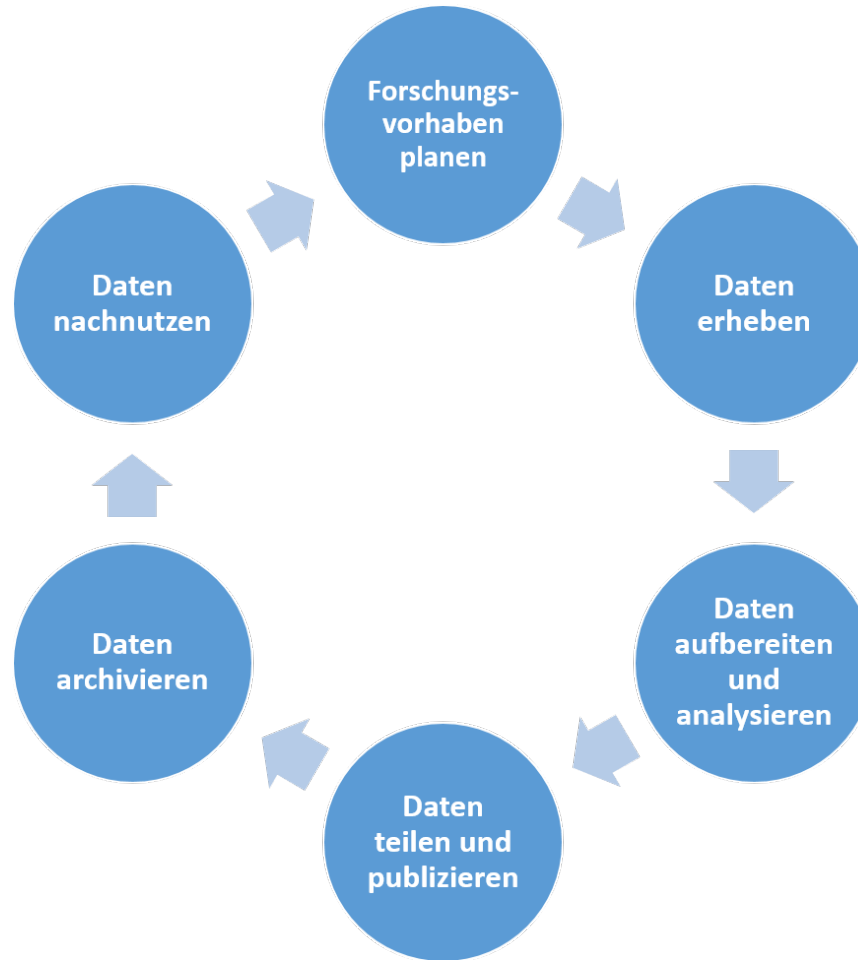 Forschungs-
vorhaben
planen
Daten
erheben
Daten
aufbereiten
und
analysieren
Daten
teilen und
publizieren
Daten
archivieren
Daten
nachnutzen